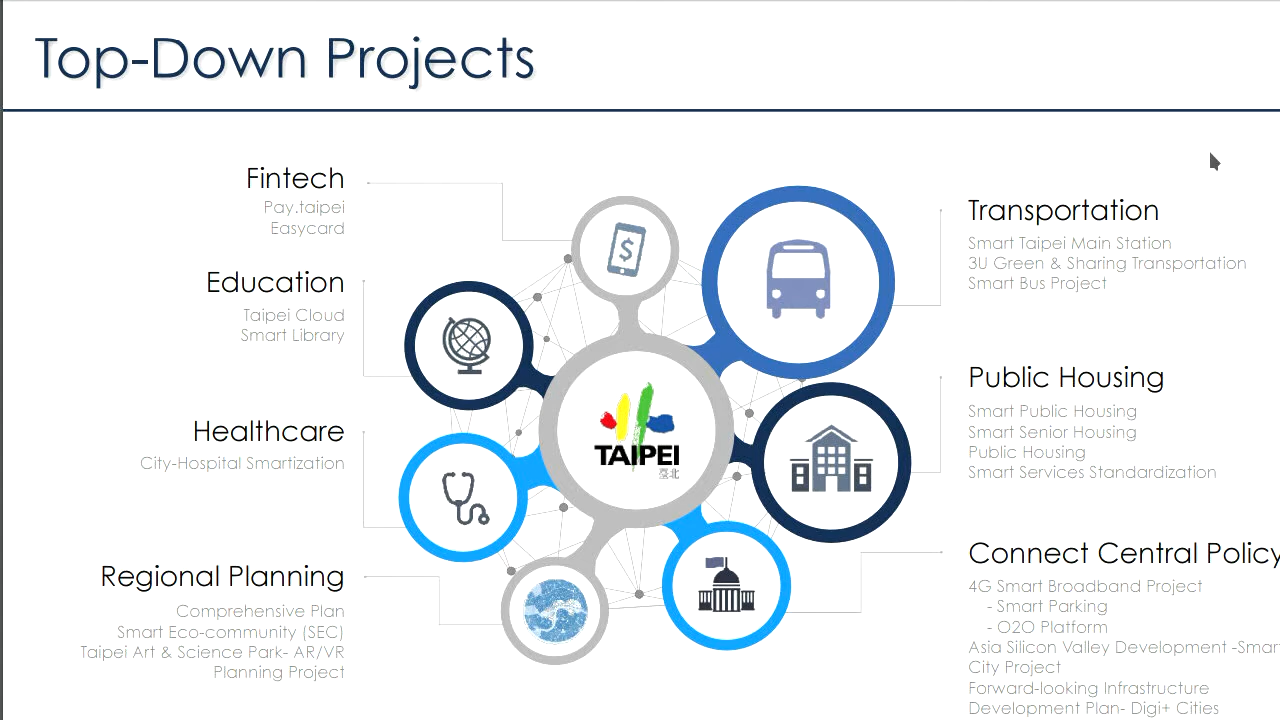 Top-Down Projects
Fintech
Pay.taipei
Easycard
Education
Taipei Cloud
Smart Library
Healthcare
City-Hospital Smartization
Regional Planning
Comprehensive Plan
Smart Eco-community (SEC)
Taipei Art & Science Park- AR/VR
Planning Project
$
TAIPEI
臺北
Transportation
Smart Taipei Main Station
3U Green & Sharing Transportation
Smart Bus Project
Public Housing
Smart Public Housing
Smart Senior Housing
Public Housing
Smart Services Standardization
Connect Central Policy
4G Smart Broadband Project
- Smart Parking
- O2O Platform
Asia Silicon Valley Development -Smar
City Project
Forward-looking Infrastructure
Development Plan- Digi+ Cities